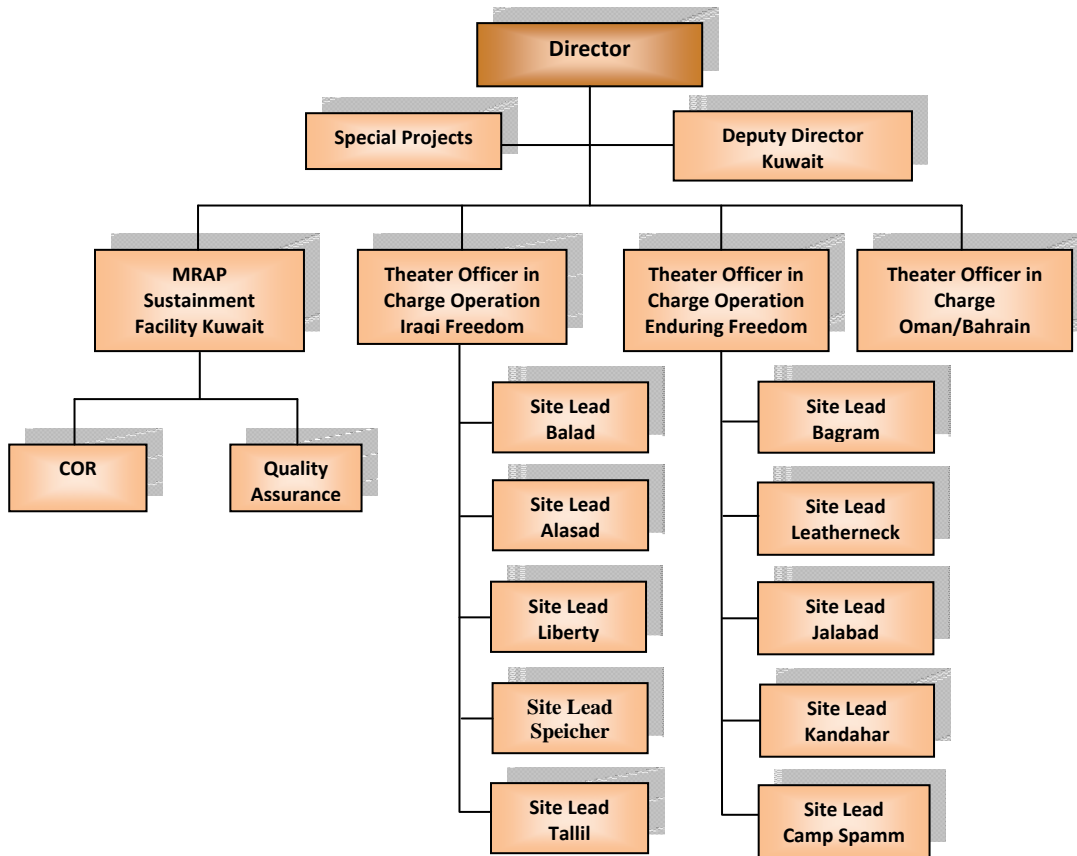 Director
Special Projects
Deputy Director
Kuwait
MRAP
Sustainment
Facility Kuwait
Theater Officer in
Charge Operation
Iraqi Freedom
Theater Officer in
Charge Operation
Enduring Freedom
Theater Officer in
Charge
Oman/Bahrain
COR
Quality
Assurance
Site Lead
Balad
Site Lead
Alasad
Site Lead
Liberty
Site Lead
Speicher
Site Lead
Tallil
Site Lead
Bagram
Site Lead
Leatherneck
Site Lead
Jalabad
Site Lead
Kandahar
Site Lead
Camp Spamm